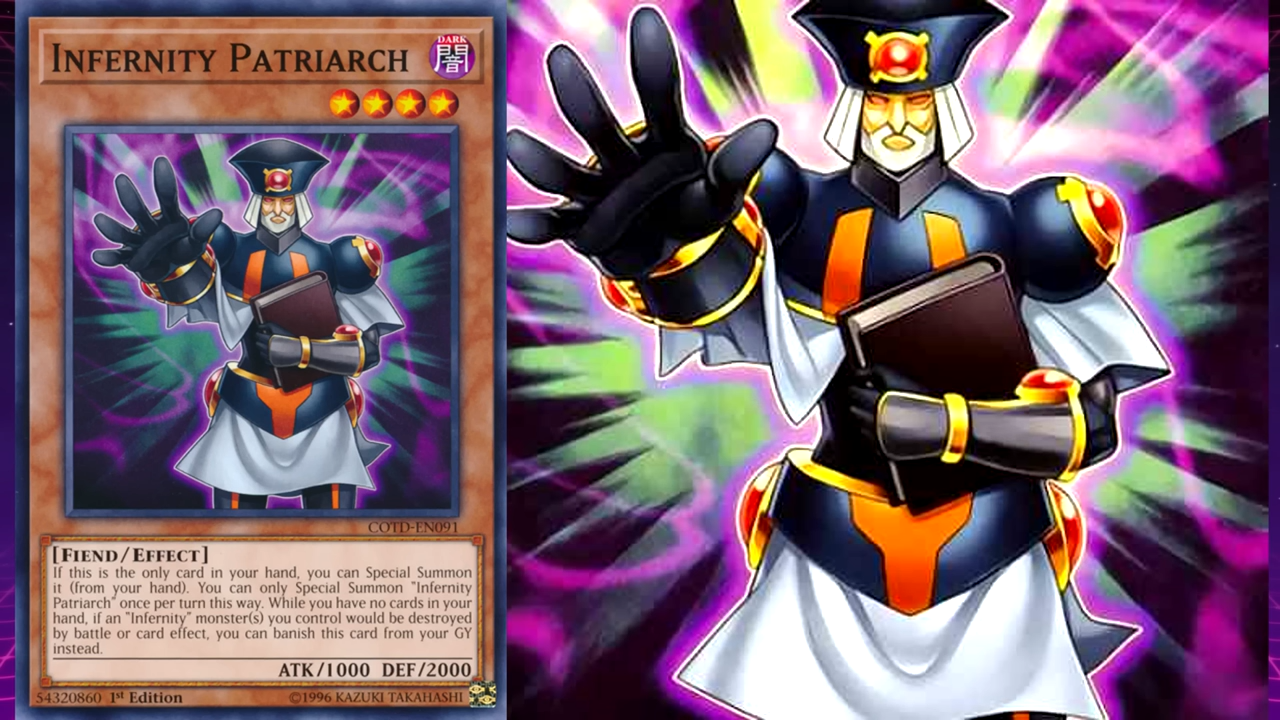 INFERNITY PATRIARCH
DARK
闇
COTD-EN091
[FIEND/EFFECT]
If this is the only card in your hand, you can Special Summon
it (from your hand). You can only Special Summon "Infernity
Patriarch" once per turn this way. While you have no cards in your
hand, if an "Infernity" monster(s) you control would be destroyed
by battle or card effect, you can banish this card from your GY
instead.
ATK/1000 DEF/2000
54320860 1st Edition ©1996 KAZUKI TAKAHASHI